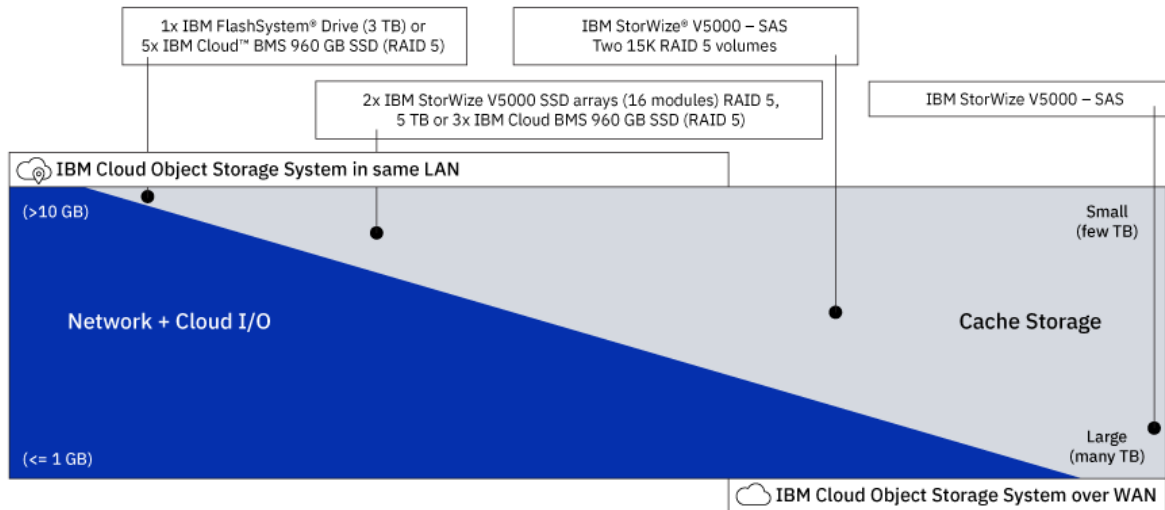 1x IBM FlashSystem® Drive (3 TB) or
5x IBM Cloud™ BMS 960 GB SSD (RAID 5)
IBM StorWize® V5000 – SAS
Two 15K RAID 5 volumes
2x IBM StorWize V5000 SSD arrays (16 modules) RAID 5,
5 TB or 3x IBM Cloud BMS 960 GB SSD (RAID 5)
IBM StorWize V5000 – SAS
IBM Cloud Object Storage System in same LAN
(>10 GB)
Small
(few TB)
Network + Cloud I/O
Cache Storage
(<= 1 GB)
Large
(many TB)
IBM Cloud Object Storage System over WAN